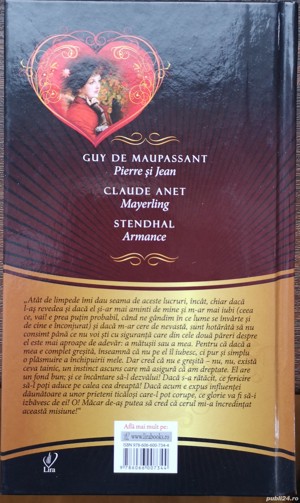 GUY DE MAUPASSANT
Pierre și Jean
CLAUDE ANET
Mayerling
STENDHAL
Armance
„Atât de limpede îmi dau seama de aceste lucruri, încât, chiar dacă
l-aș revedea și dacă el și-ar mai aminti de mine și m-ar mai iubi (ceea
ce, vai! e prea puțin probabil, când ne gândim în ce lume se învârte și
de cine e înconjurat) și dacă m-ar cere de nevastă, sunt hotărâtă să nu
consimt până ce nu voi ști cu siguranță care din cele două păreri despre
el este mai aproape de adevăr: a mătușii sau a mea. Pentru că dacă a
mea e complet greșită, înseamnă că nu pe el îl iubesc, ci pur și simplu
o plăsmuire a închipuirii mele. Dar cred că nu e greșită – nu, nu, există
ceva tainic, un instinct ascuns care mă asigură că am dreptate. El are
un fond bun; și ce încântare să-l dezvălui! Dacă s-a rătăcit, ce fericire
să-l poți aduce pe calea cea dreaptă! Dacă acum e expus influenței
dăunătoare a unor prieteni ticăloși care-l pot corupe, ce glorie va fi să-l
izbăvesc de ei! O! Măcar de-aș putea să cred că cerul mi-a încredințat
această misiune!”
Lira
Află mai mult pe:
www.lirabooks.ro
publi24.ro